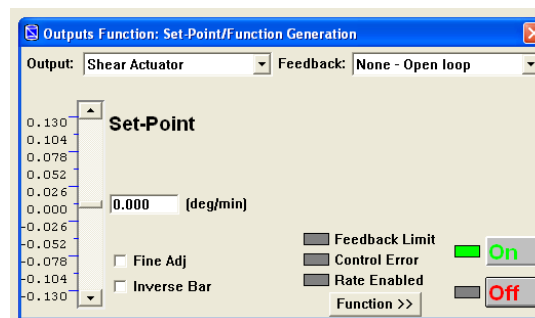 Outputs Function: Set-Point/Function Generation
Output: Shear Actuator Feedback: None - Open loop
0.130
Set-Point
0.104
0.078
0.052
0.026
0.000
0.000 (deg/min)
-0.026
-0.052
Feedback Limit
On
-0.078
Fine Adj
Control Error
-0.104
Inverse Bar
Rate Enabled
Off
-0.130
Function >>